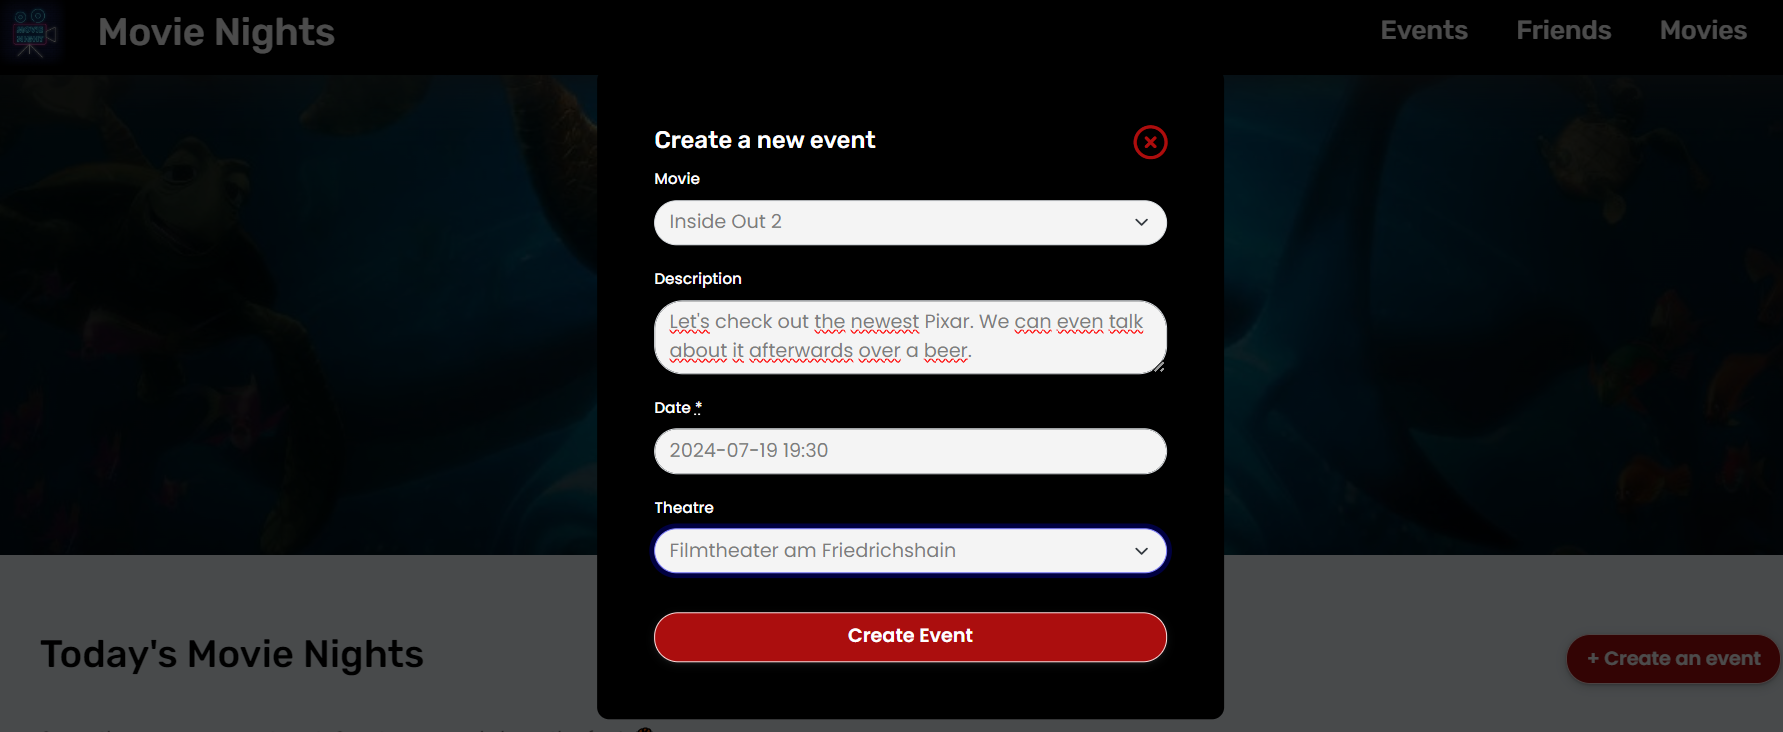 MOVIE
NIGHT
Movie Nights
Events
Friends
Movies
Create a new event
Movie
Inside Out 2
Description
Let's check out the newest Pixar. We can even talk
about it afterwards over a beer.
Date *
2024-07-19 19:30
Theatre
Filmtheater am Friedrichshain
Create Event
Today's Movie Nights
+ Create an event